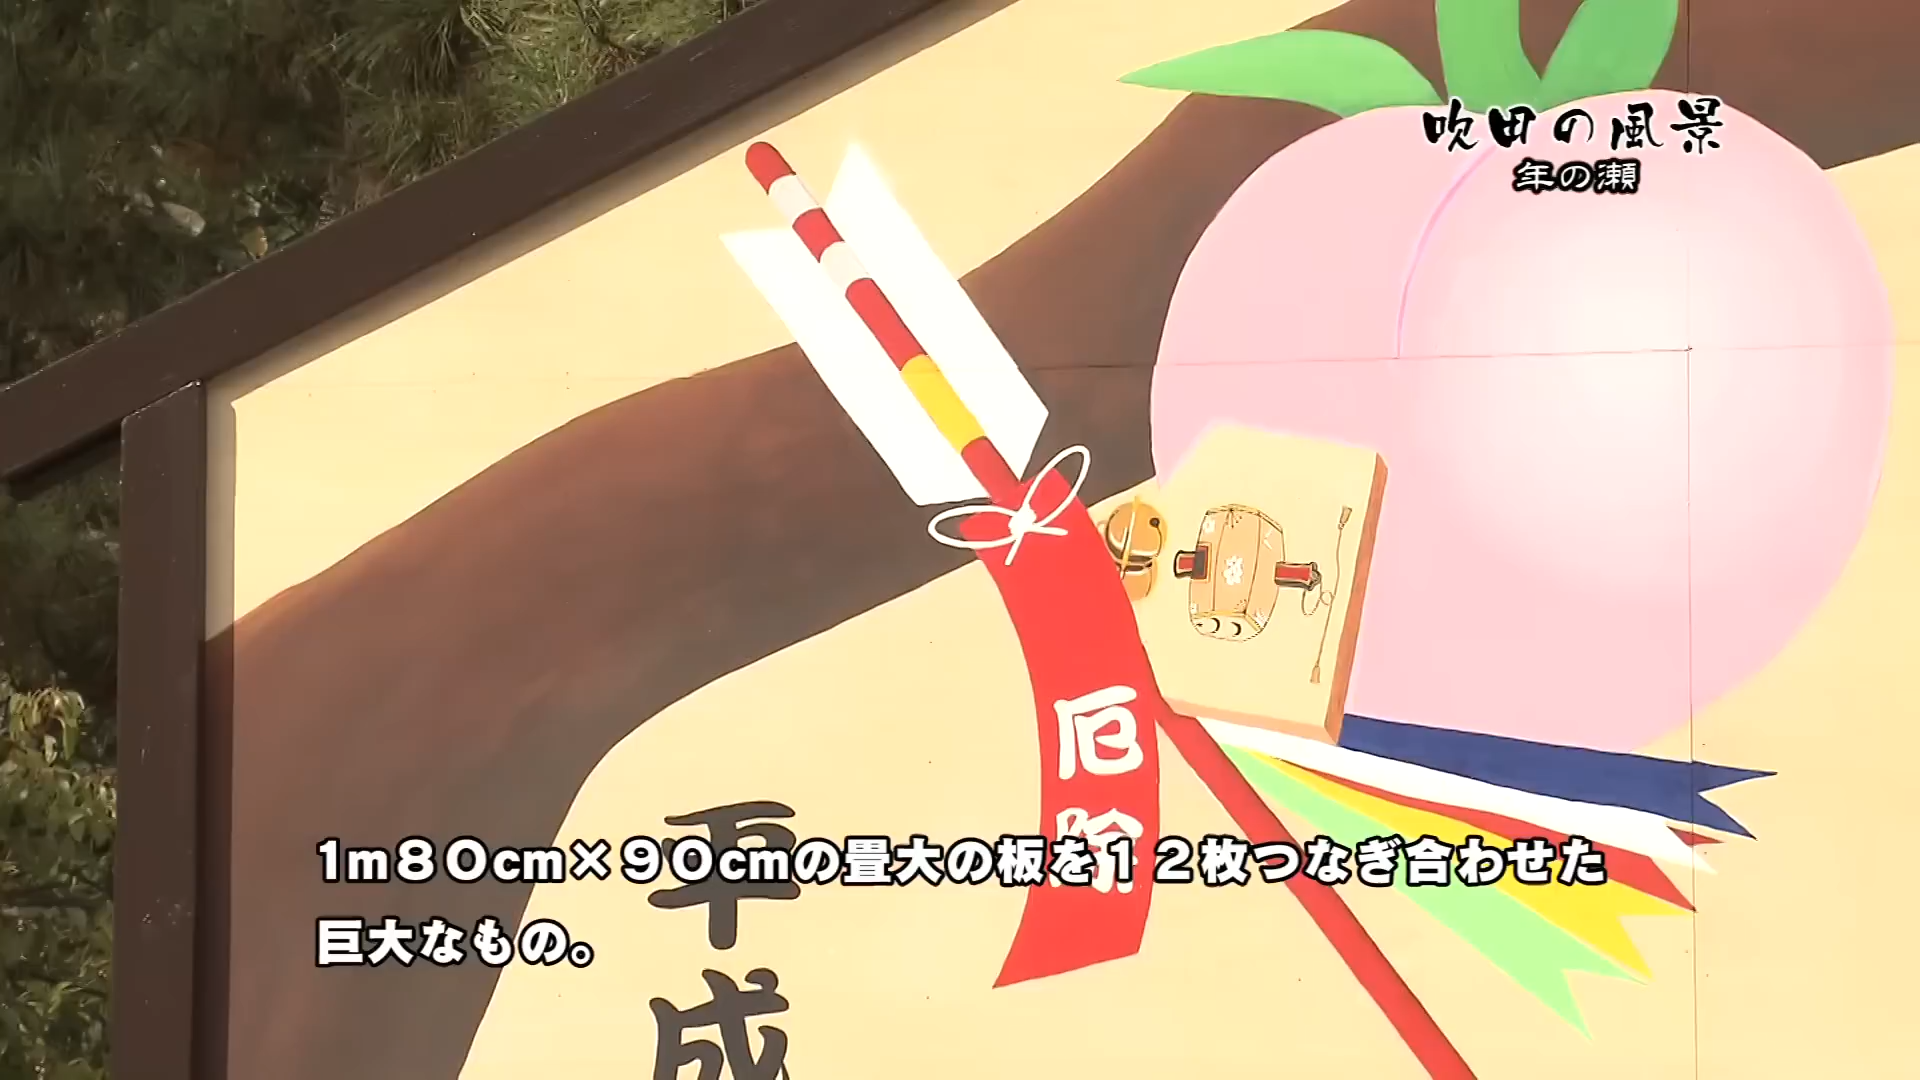 吹田の風景
年の瀬
厄除
平成
1m80cm×90cmの畳大の板を12枚つなぎ合わせた
巨大なもの。